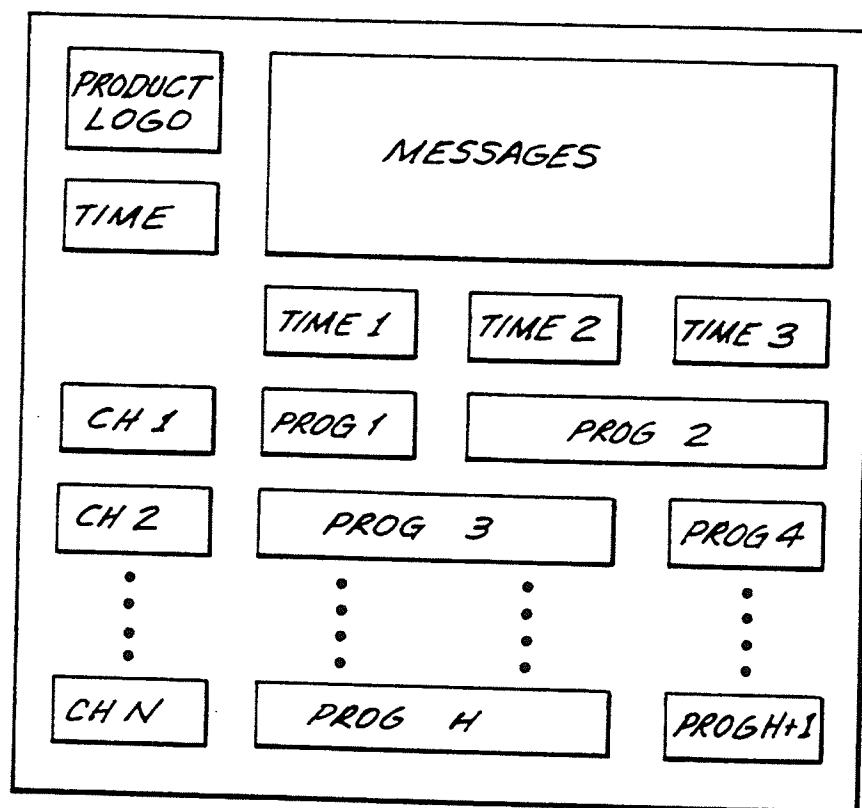 PRODUCT
LOGO
MESSAGES
TIME
TIME 1
TIME 2
TIME 3
CH 1
PROG 1
PROG 2
CH 2
PROG 3
PROG 4
CH N
PROG H
PROG H+1